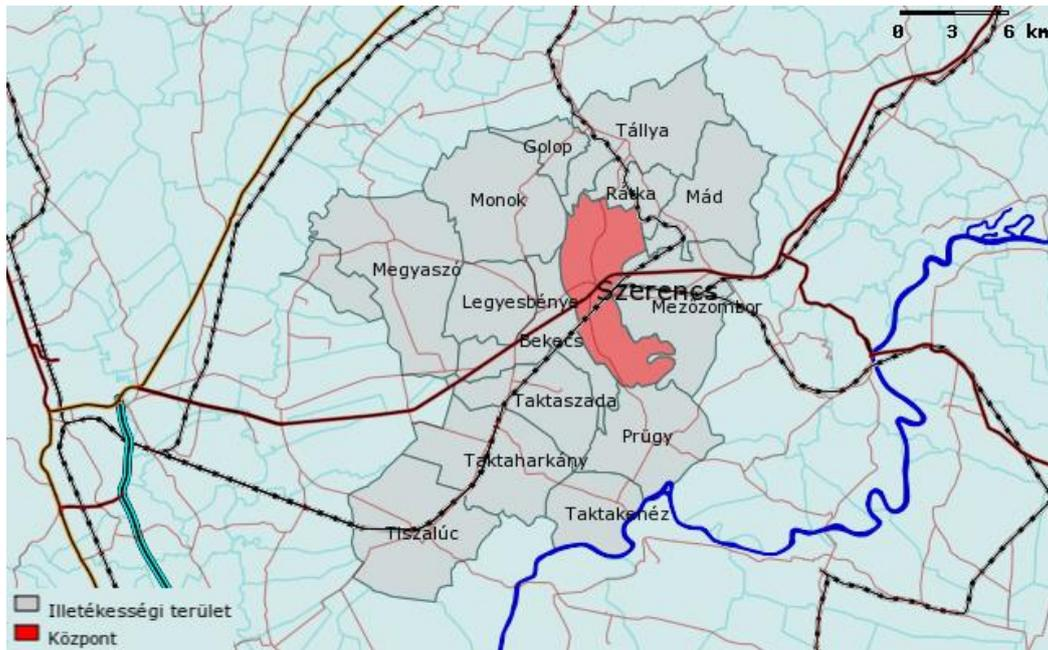 0 3 6 km
Tállya
Golop
Rátka
Mád
Monok
Megyaszó
Szerencs
Legyesbénye
Mezőzombor
Bekecs
Taktaszada
Prügy
Taktaharkány
Taktakenéz
Tiszalúc
Illetékességi terület
Központ